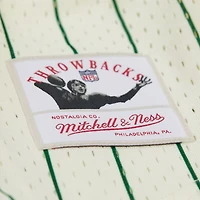 THROWBACKS
NFL
NOSTALGIA CO.
Mitchell & Ness
PHILADELPHIA, PA.